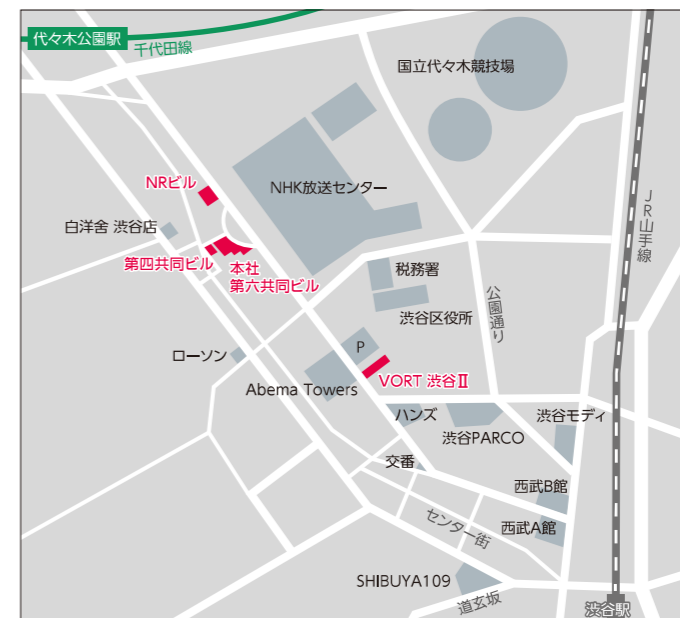 代々木公園駅
千代田線
国立代々木競技場
NRビル
NHK放送センター
JR山手線
白洋舎 渋谷店
第四共同ビル
本社
第六共同ビル
税務署
公園通り
渋谷区役所
ローソン
P
VORT 渋谷Ⅱ
Abema Towers
ハンズ
渋谷PARCO
渋谷モディ
交番
西武B館
センター街
西武A館
SHIBUYA109
道玄坂
渋谷駅